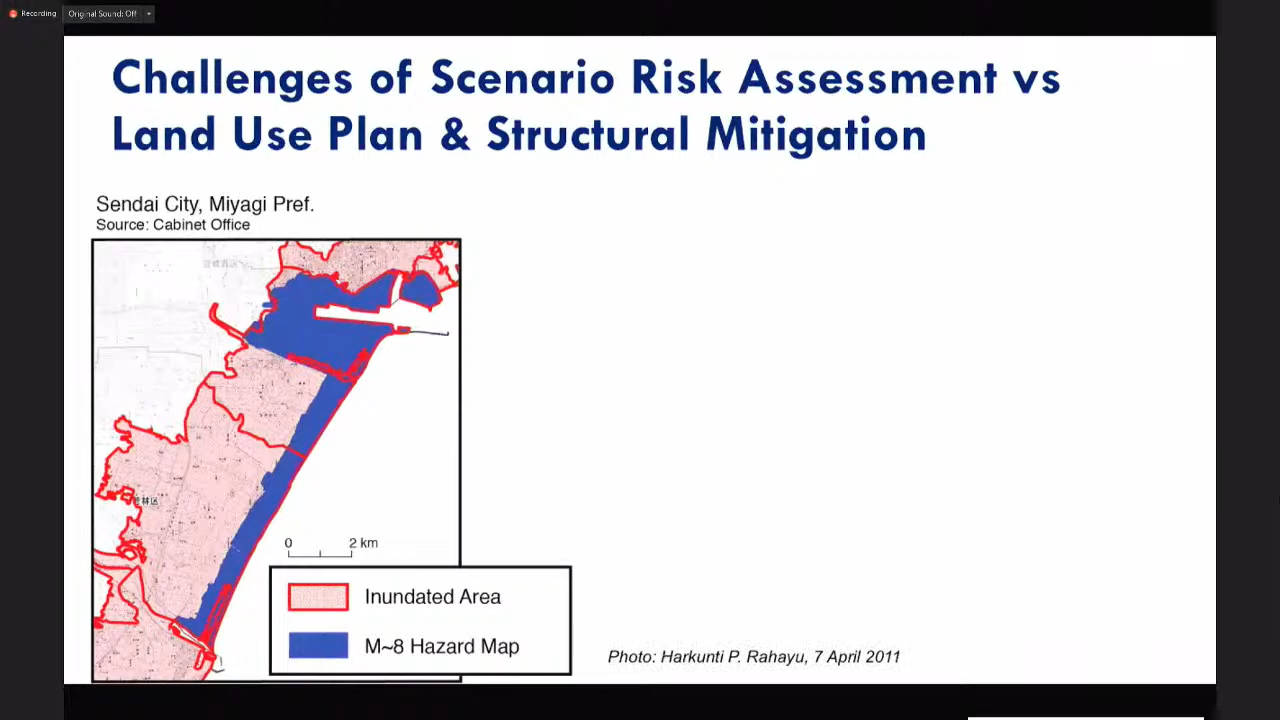 Recording
Original Sound: Off
Challenges of Scenario Risk Assessment vs
Land Use Plan & Structural Mitigation
Sendai City, Miyagi Pref.
Source: Cabinet Office
0 2 km
Inundated Area
M~8 Hazard Map
Photo: Harkunti P. Rahayu, 7 April 2011